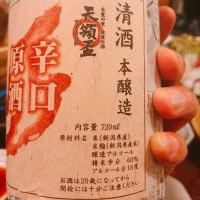 天領盃
清酒
本醸造
辛口
原酒
内容量 720ml
原材料名 米(新潟県産)
米麹(新潟県産米)
醸造アルコール
精米歩合 60%
アルコール分18度
お酒は20歳になってから
開栓には十分ご注意ください